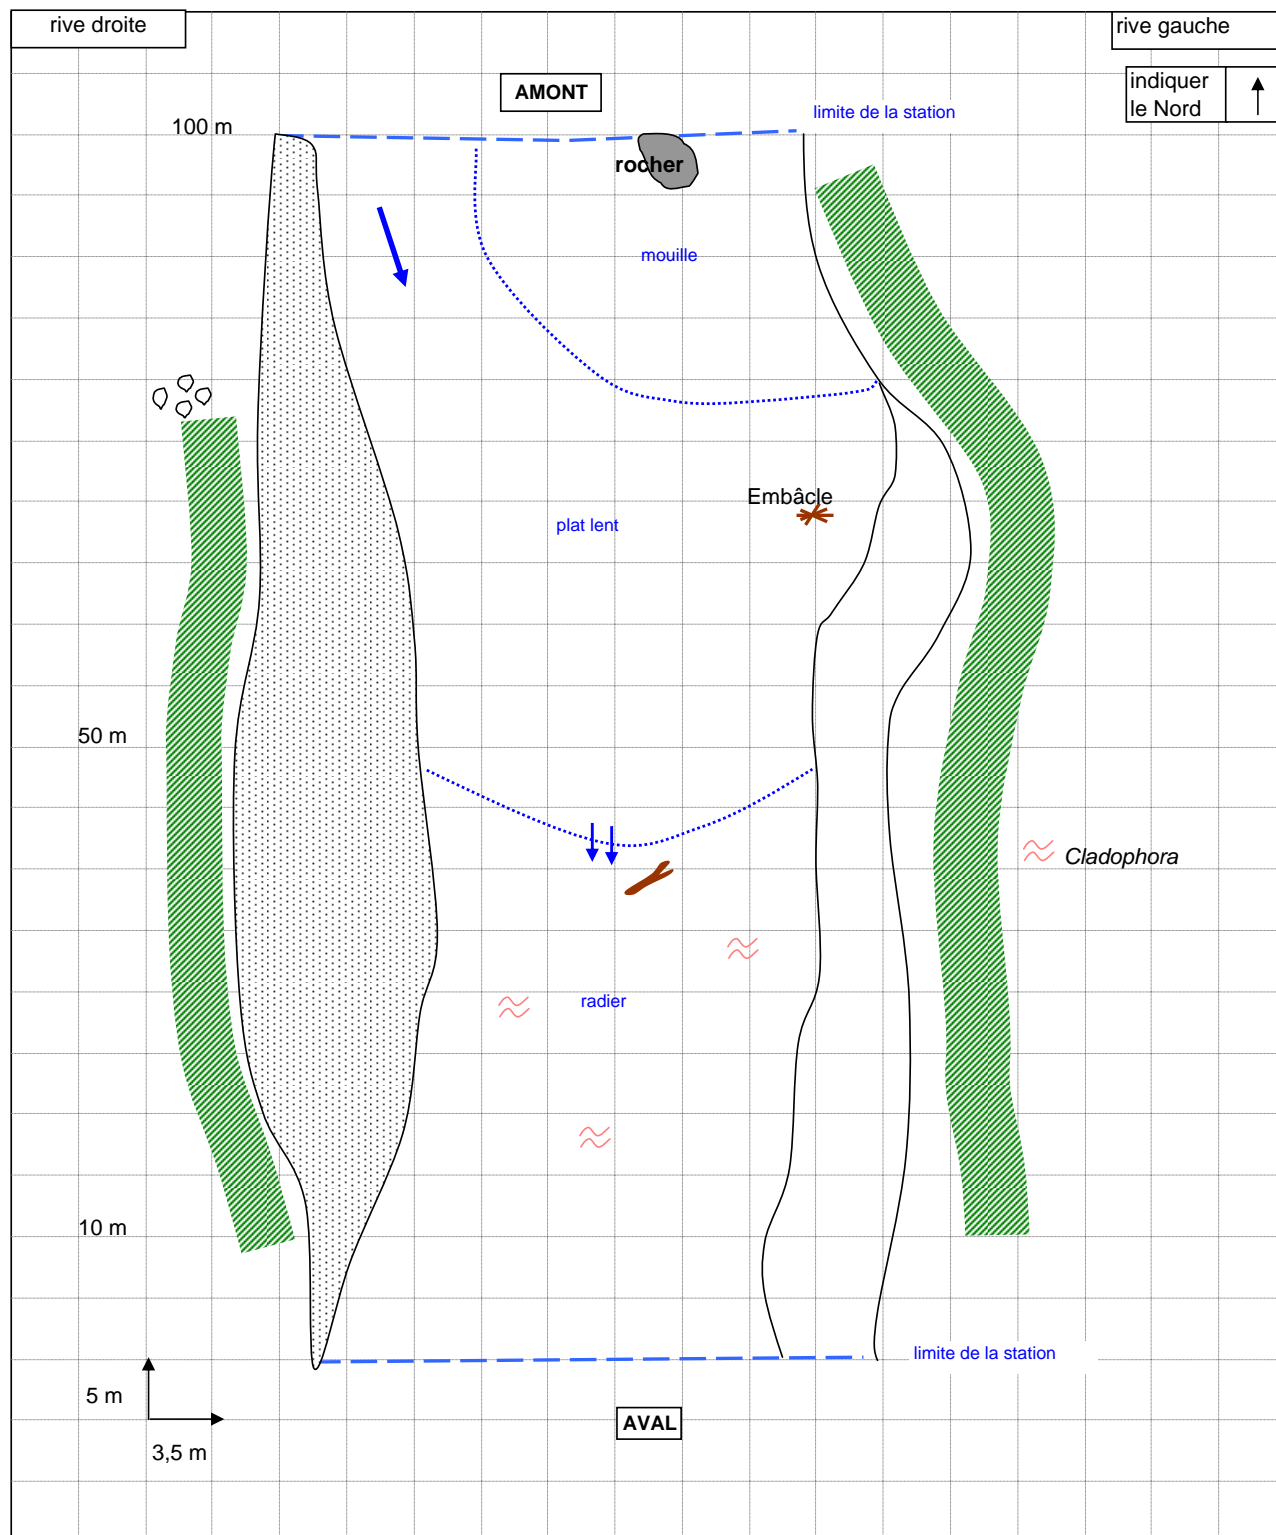 rive droite
rive gauche
AMONT
indiquer
le Nord
limite de la station
100 m
rocher
mouille
Embâcle
plat lent
50 m
Cladophora
radier
10 m
limite de la station
5 m
3,5 m
AVAL